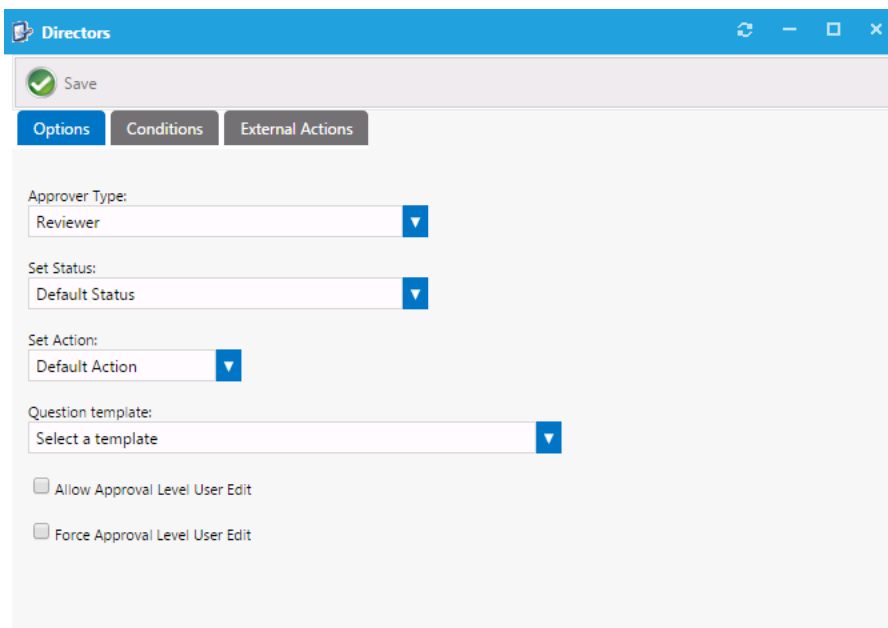 Directors
Save
Options Conditions External Actions
Approver Type:
Reviewer
Set Status:
Default Status
Set Action:
Default Action
Question template:
Select a template
Allow Approval Level User Edit
Force Approval Level User Edit